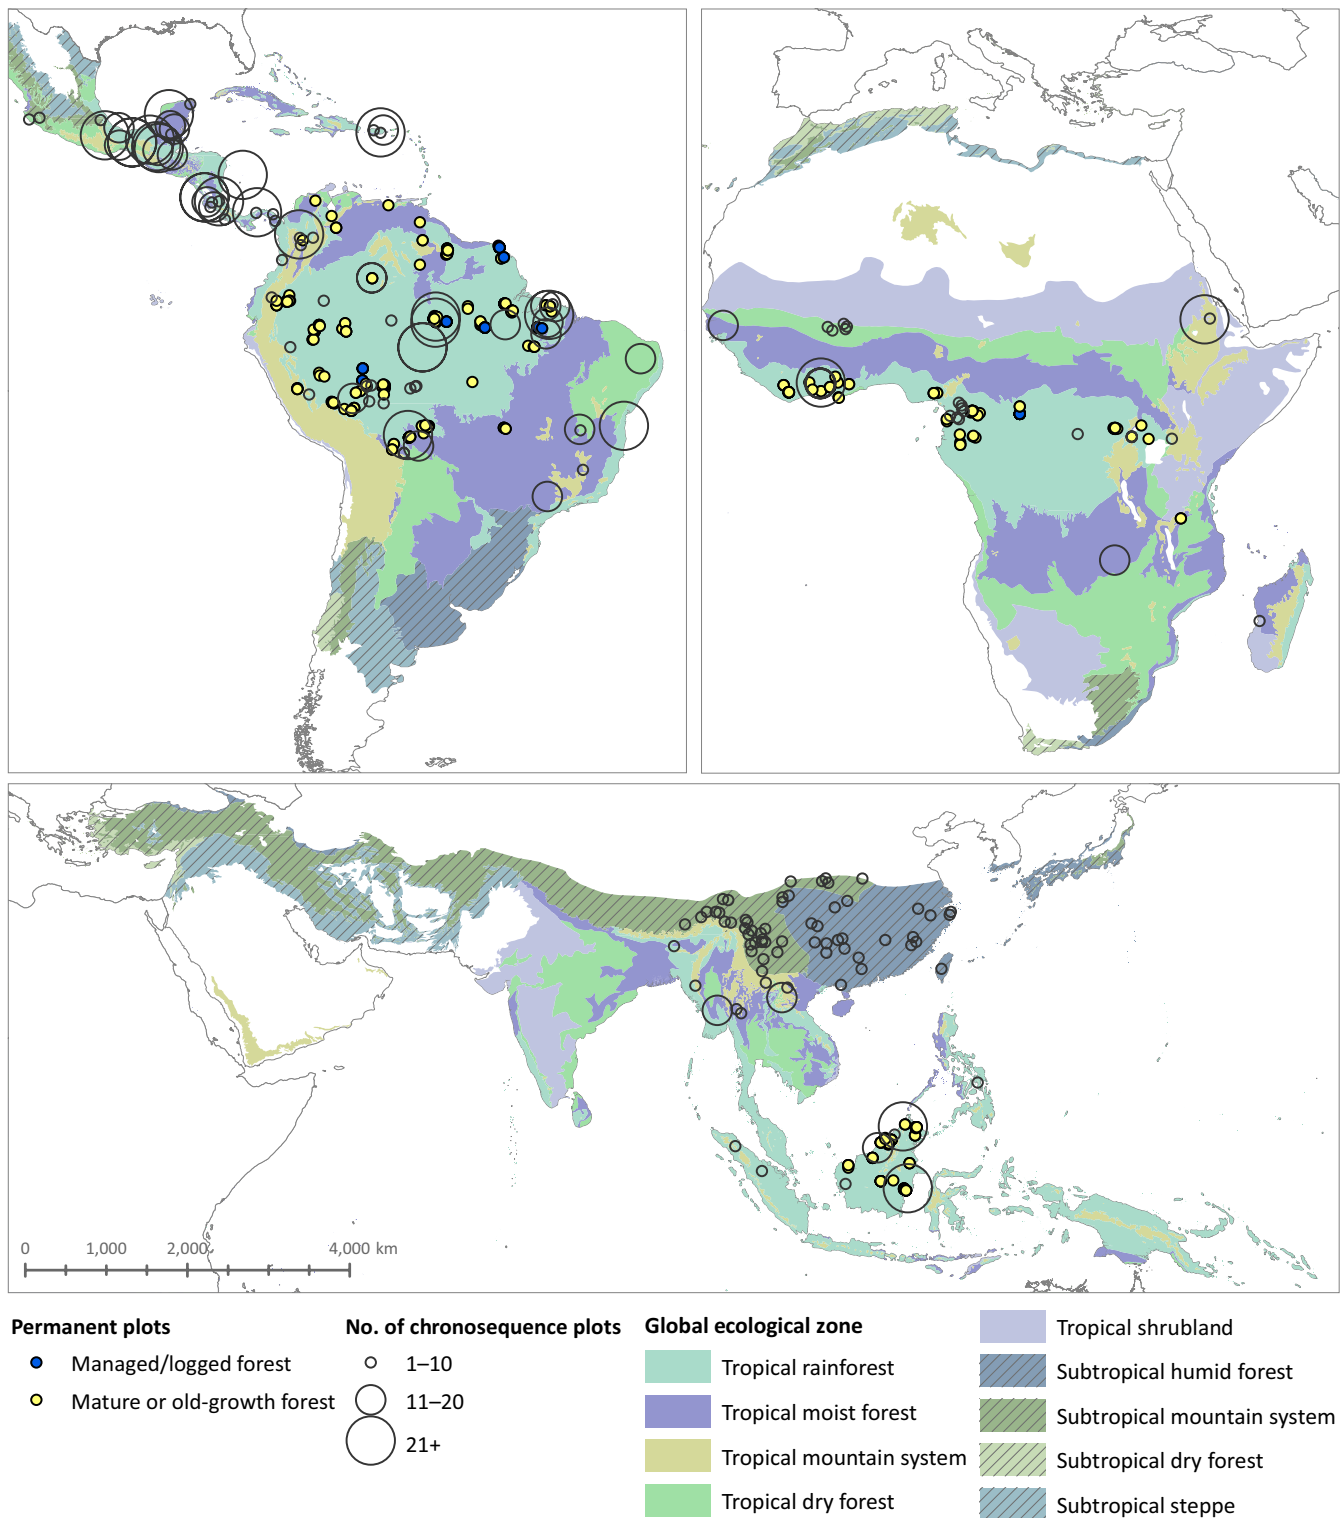 0 1,000 2,000 4,000 km
Permanent plots
Managed/logged forest
Mature or old-growth forest
No. of chronosequence plots
1–10
11–20
21+
Global ecological zone
Tropical rainforest
Tropical moist forest
Tropical mountain system
Tropical dry forest
Tropical shrubland
Subtropical humid forest
Subtropical mountain system
Subtropical dry forest
Subtropical steppe